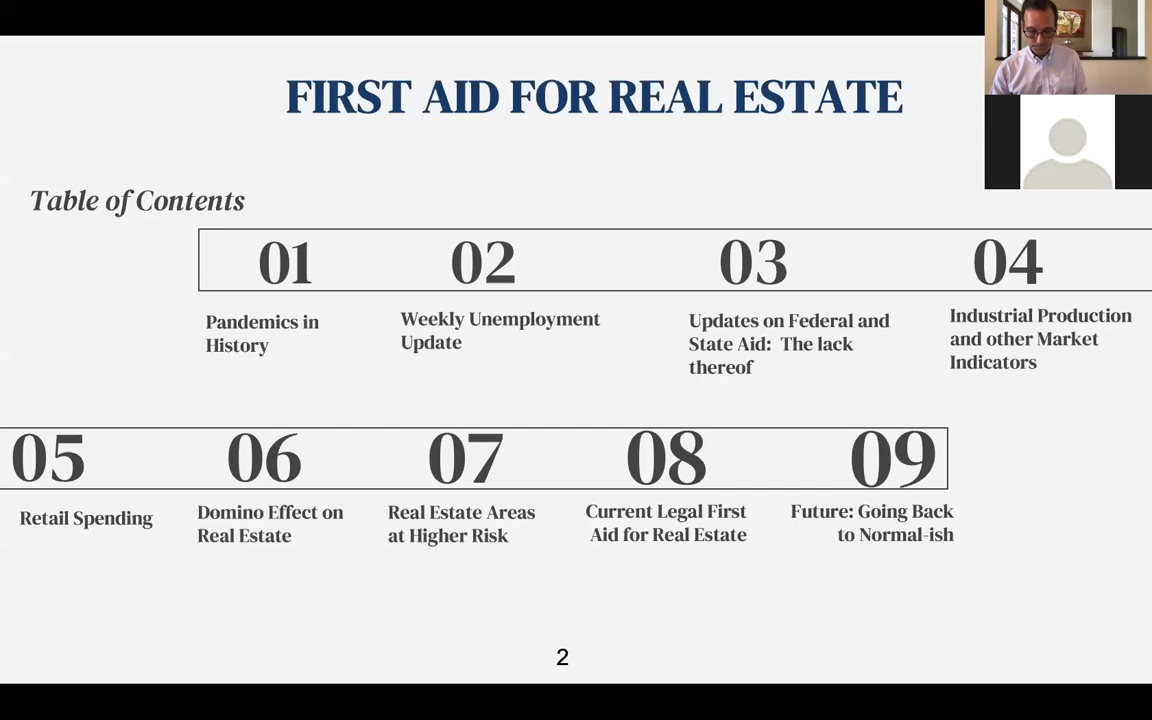 FIRST AID FOR REAL ESTATE
Table of Contents
01
Pandemics in
History
02
Weekly Unemployment
Update
03
Updates on Federal and
State Aid:  The lack
thereof
04
Industrial Production
and other Market
Indicators
05
Retail Spending
06
Domino Effect on
Real Estate
07
Real Estate Areas
at Higher Risk
08
Current Legal First
Aid for Real Estate
09
Future: Going Back
to Normal-ish
2